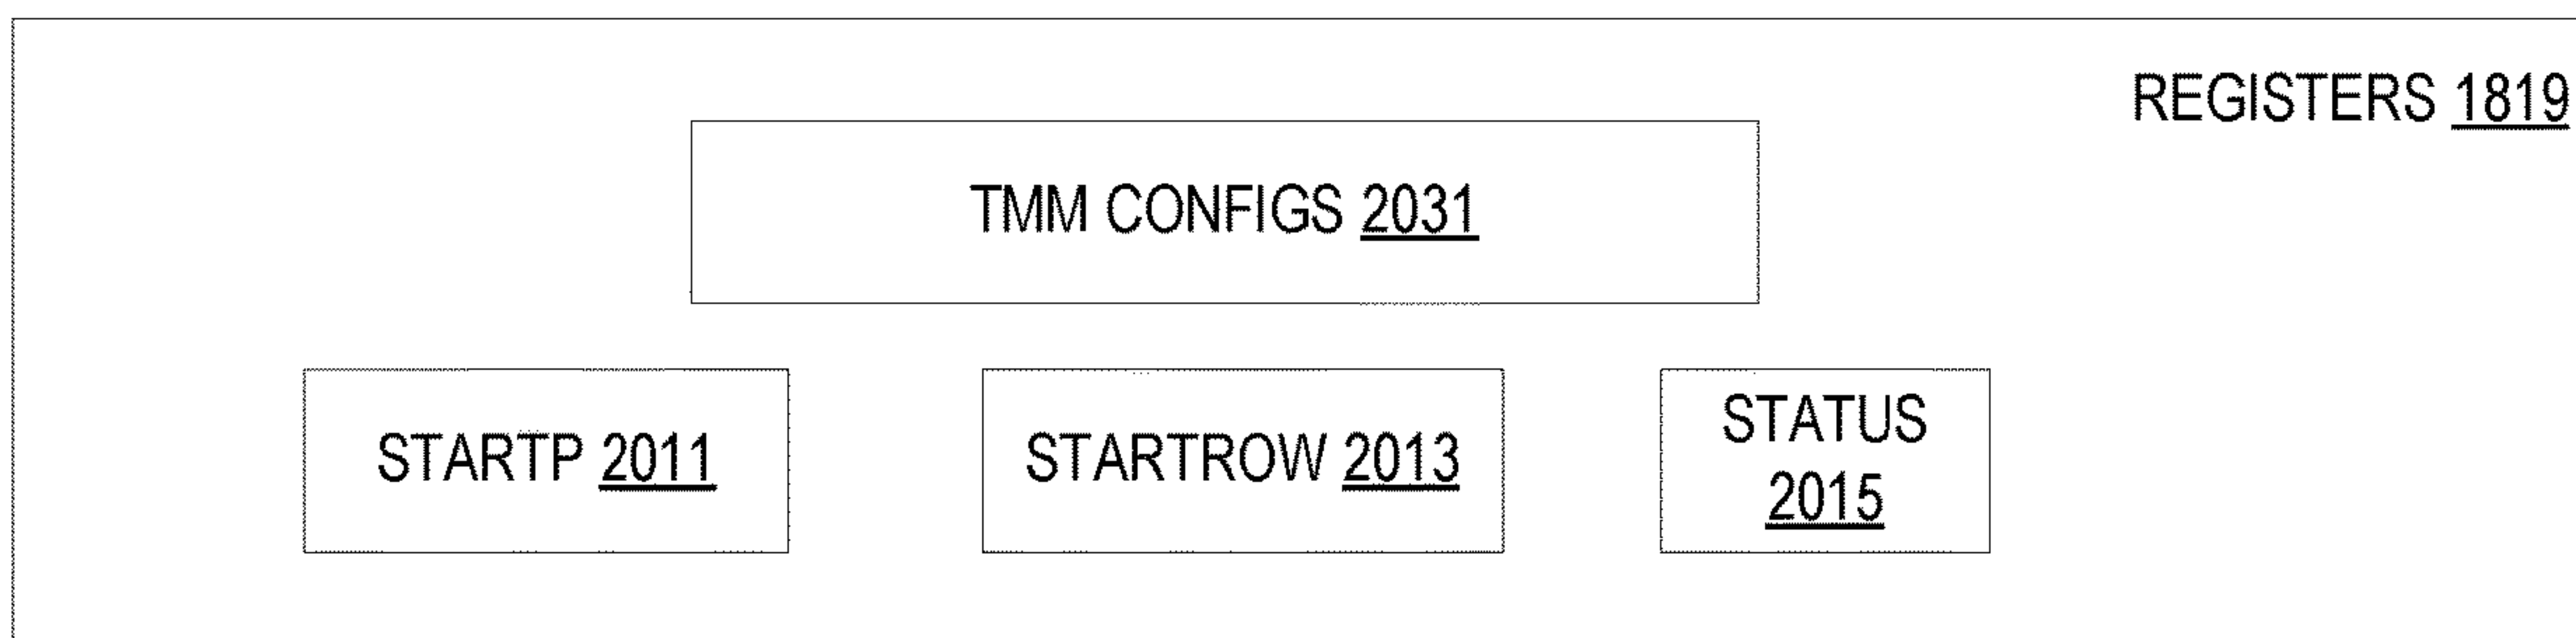 REGISTERS 1819
TMM CONFIGS 2031
STARTP 2011
STARTROW 2013
STATUS
2015